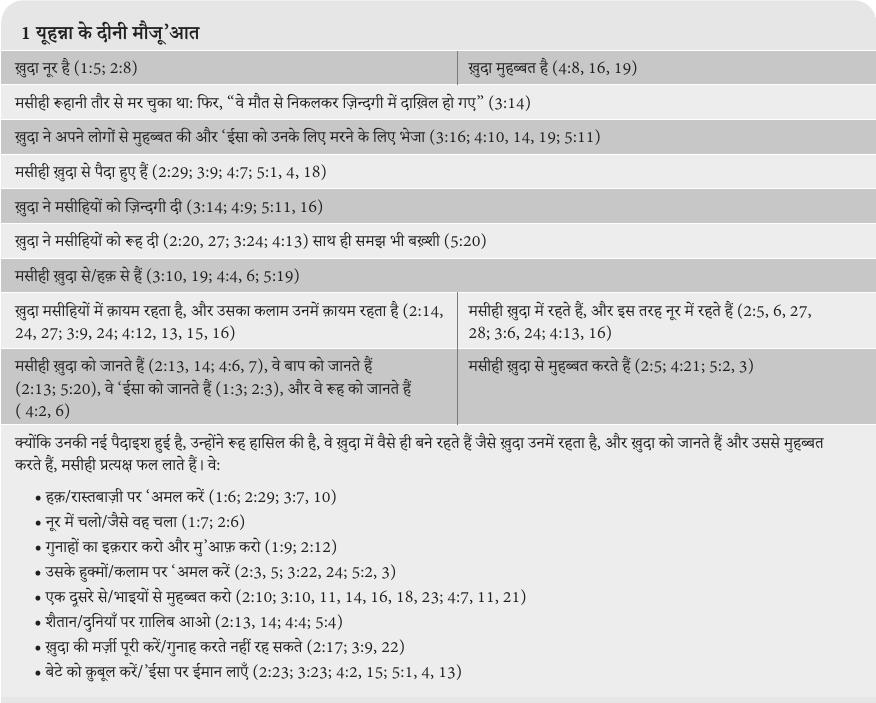 1 यूहन्ना के दीनी मौजू’आत
ख़ुदा नूर है (1:5; 2:8)
ख़ुदा मुहब्बत है (4:8, 16, 19)
मसीही रूहानी तौर से मर चुका था: फिर, “वे मौत से निकलकर ज़िन्दगी में दाख़िल हो गए” (3:14)
ख़ुदा ने अपने लोगों से मुहब्बत की और ‘ईसा को उनके लिए मरने के लिए भेजा (3:16; 4:10, 14, 19; 5:11)
मसीही ख़ुदा से पैदा हुए हैं (2:29; 3:9; 4:7; 5:1, 4, 18)
ख़ुदा ने मसीहियों को ज़िन्दगी दी (3:14; 4:9; 5:11, 16)
ख़ुदा ने मसीहियों को रूह दी (2:20, 27; 3:24; 4:13) साथ ही समझ भी बख़्शी (5:20)
मसीही ख़ुदा से/हक़ से हैं (3:10, 19; 4:4, 6; 5:19)
ख़ुदा मसीहियों में क़ायम रहता है, और उसका कलाम उनमें क़ायम रहता है (2:14,
24, 27; 3:9, 24; 4:12, 13, 15, 16)
मसीही ख़ुदा में रहते हैं, और इस तरह नूर में रहते हैं (2:5, 6, 27,
28; 3:6, 24; 4:13, 16)
मसीही ख़ुदा को जानते हैं (2:13, 14; 4:6, 7), वे बाप को जानते हैं
(2:13; 5:20), वे ‘ईसा को जानते हैं (1:3; 2:3), और वे रूह को जानते हैं
( 4:2, 6)
मसीही ख़ुदा से मुहब्बत करते हैं (2:5; 4:21; 5:2, 3)
क्योंकि उनकी नई पैदाइश हुई है, उन्होंने रूह हासिल की है, वे ख़ुदा में वैसे ही बने रहते हैं जैसे ख़ुदा उनमें रहता है, और ख़ुदा को जानते हैं और उससे मुहब्बत
करते हैं, मसीही प्रत्यक्ष फल लाते हैं। वे:
• हक़/रास्तबाज़ी पर ‘अमल करें (1:6; 2:29; 3:7, 10)
• नूर में चलो/जैसे वह चला (1:7; 2:6)
• गुनाहों का इक़रार करो और मु’आफ़ करो (1:9; 2:12)
• उसके हुक्मों/कलाम पर ‘अमल करें (2:3, 5; 3:22, 24; 5:2, 3)
• एक दूसरे से/भाइयों से मुहब्बत करो (2:10; 3:10, 11, 14, 16, 18, 23; 4:7, 11, 21)
• शैतान/दुनियाँ पर ग़ालिब आओ (2:13, 14; 4:4; 5:4)
• ख़ुदा की मर्ज़ी पूरी करें/गुनाह करते नहीं रह सकते (2:17; 3:9, 22)
• बेटे को क़ुबूल करें/’ईसा पर ईमान लाएँ (2:23; 3:23; 4:2, 15; 5:1, 4, 13)